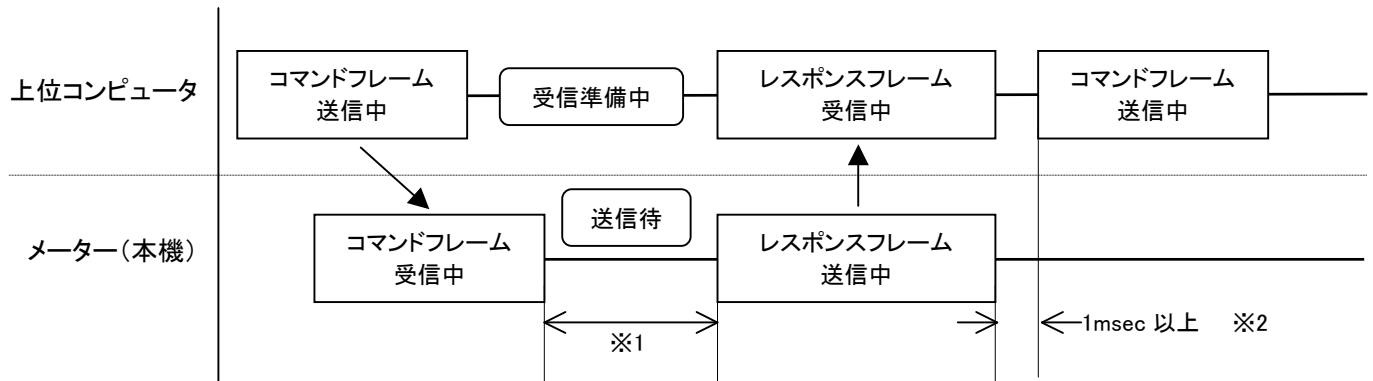 上位コンピュータ
コマンドフレーム
送信中
受信準備中
レスポンスフレーム
受信中
コマンドフレーム
送信中
メーター(本機)
コマンドフレーム
受信中
送信待
レスポンスフレーム
送信中
※1
1msec 以上 ※2